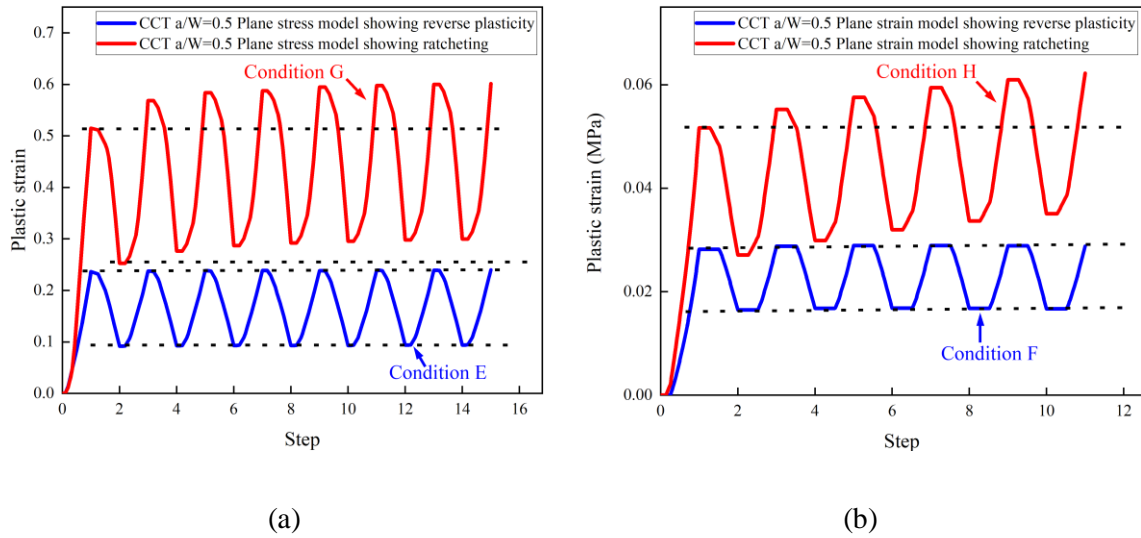 CCT a/W=0.5 Plane stress model showing reverse plasticity
CCT a/W=0.5 Plane stress model showing ratcheting
Condition G
Condition E
Plastic strain
0.7
0.6
0.5
0.4
0.3
0.2
0.1
0.0
0 2 4 6 8 10 12 14 16
Step
(a)
CCT a/W=0.5 Plane strain model showing reverse plasticity
CCT a/W=0.5 Plane strain model showing ratcheting
Condition H
Condition F
Plastic strain (MPa)
0.06
0.04
0.02
0.00
0 2 4 6 8 10 12
Step
(b)